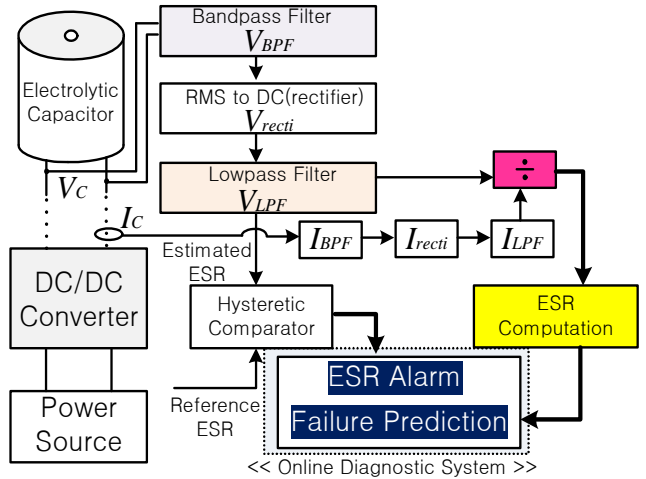 Bandpass Filter
VBPF
Electrolytic
Capacitor
RMS to DC(rectifier)
Vrecti
Lowpass Filter
VLPF
÷
VC
IC
IBPF
Irecti
ILPF
Estimated
ESR
DC/DC
Converter
Hysteretic
Comparator
ESR
Computation
ESR Alarm
Failure Prediction
Reference
ESR
Power
Source
<< Online Diagnostic System >>